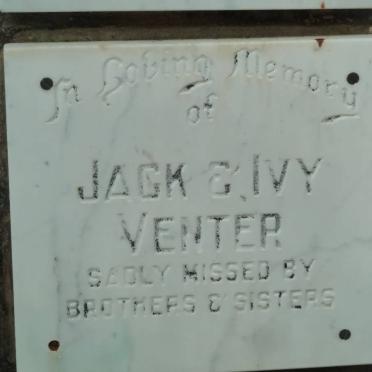 In Loving Memory
of
JACK & IVY
VENTER
SADLY MISSED BY
BROTHERS & SISTERS